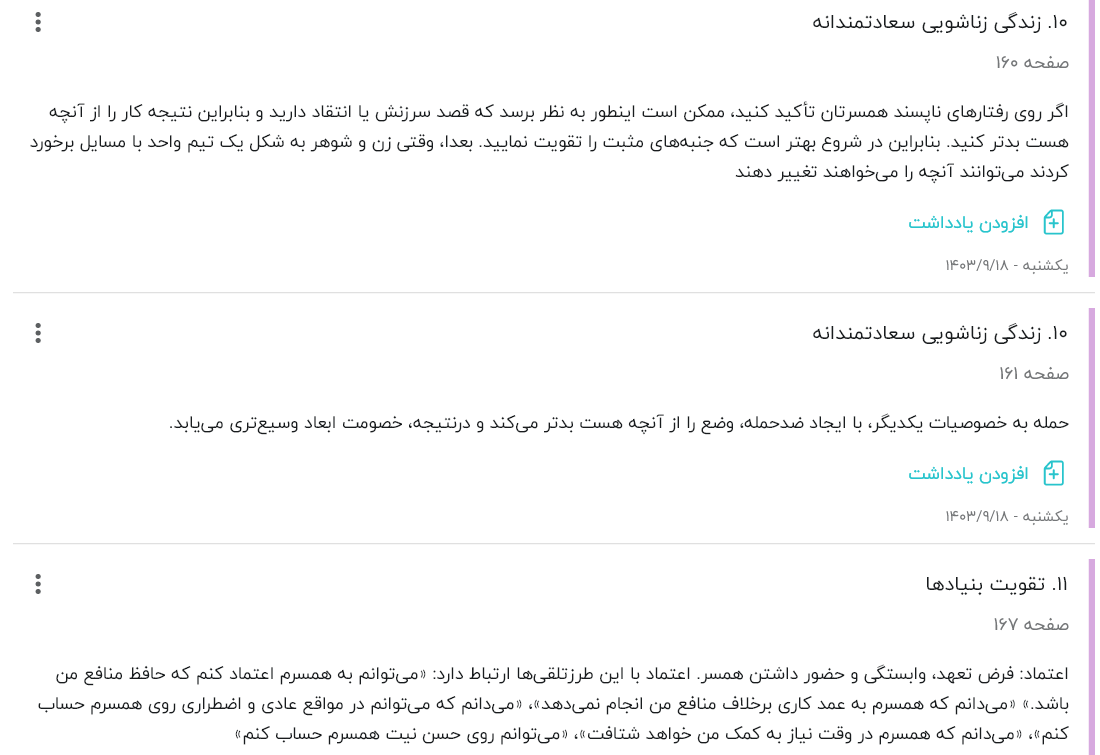 ۱۰. زندگی زناشویی سعادتمندانه
صفحه ۱۶۰
اگر روی رفتارهای ناپسند همسرتان تأکید کنید، ممکن است اینطور به نظر برسد که قصد سرزنش یا انتقاد دارید و بنابراین نتیجه کار را از آنچه
هست بدتر کنید. بنابراین در شروع بهتر است که جنبه‌های مثبت را تقویت نمایید. بعدا، وقتی زن و شوهر به شکل یک تیم واحد با مسایل برخورد
کردند می‌توانند آنچه را می‌خواهند تغییر دهند
افزودن یادداشت
یکشنبه - ۱۴۰۳/۹/۱۸
۱۰. زندگی زناشویی سعادتمندانه
صفحه ۱۶۱
حمله به خصوصیات یکدیگر، با ایجاد ضدحمله، وضع را از آنچه هست بدتر می‌کند و درنتیجه، خصومت ابعاد وسیع‌تری می‌یابد.
افزودن یادداشت
یکشنبه - ۱۴۰۳/۹/۱۸
۱۱. تقویت بنیادها
صفحه ۱۶۷
اعتماد: فرض تعهد، وابستگی و حضور داشتن همسر. اعتماد با این طرزتلقی‌ها ارتباط دارد: «می‌توانم به همسرم اعتماد کنم که حافظ منافع من
باشد.» «می‌دانم که همسرم به عمد کاری برخلاف منافع من انجام نمی‌دهد»، «می‌دانم که می‌توانم در مواقع عادی و اضطراری روی همسرم حساب
کنم»، «می‌دانم که همسرم در وقت نیاز به کمک من خواهد شتافت»، «می‌توانم روی حسن نیت همسرم حساب کنم»